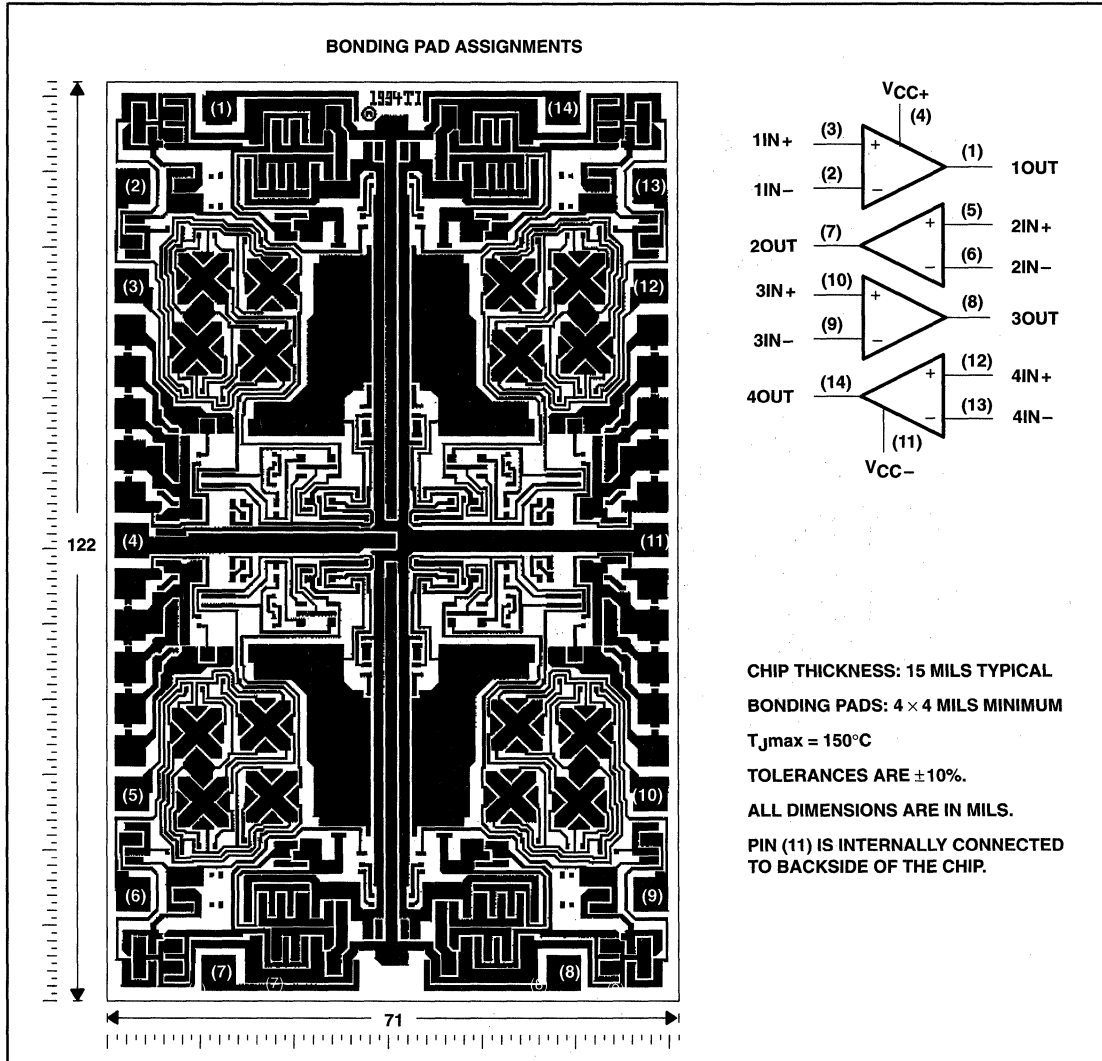 BONDING PAD ASSIGNMENTS
1994TI
(1)
(14)
(2)
(13)
(3)
(12)
(4)
(11)
(5)
(10)
(6)
(9)
(7)
(8)
(7)
122
71
VCC+
(4)
1IN+
(3)
+
1IN−
(2)
−
(1)
1OUT
2OUT
(7)
+
(5)
2IN+
−
(6)
2IN−
3IN+
(10)
+
3IN−
(9)
−
(8)
3OUT
4OUT
(14)
+
(12)
4IN+
−
(13)
4IN−
(11)
VCC−
CHIP THICKNESS: 15 MILS TYPICAL
BONDING PADS: 4 × 4 MILS MINIMUM
TJmax = 150°C
TOLERANCES ARE ±10%.
ALL DIMENSIONS ARE IN MILS.
PIN (11) IS INTERNALLY CONNECTED
TO BACKSIDE OF THE CHIP.